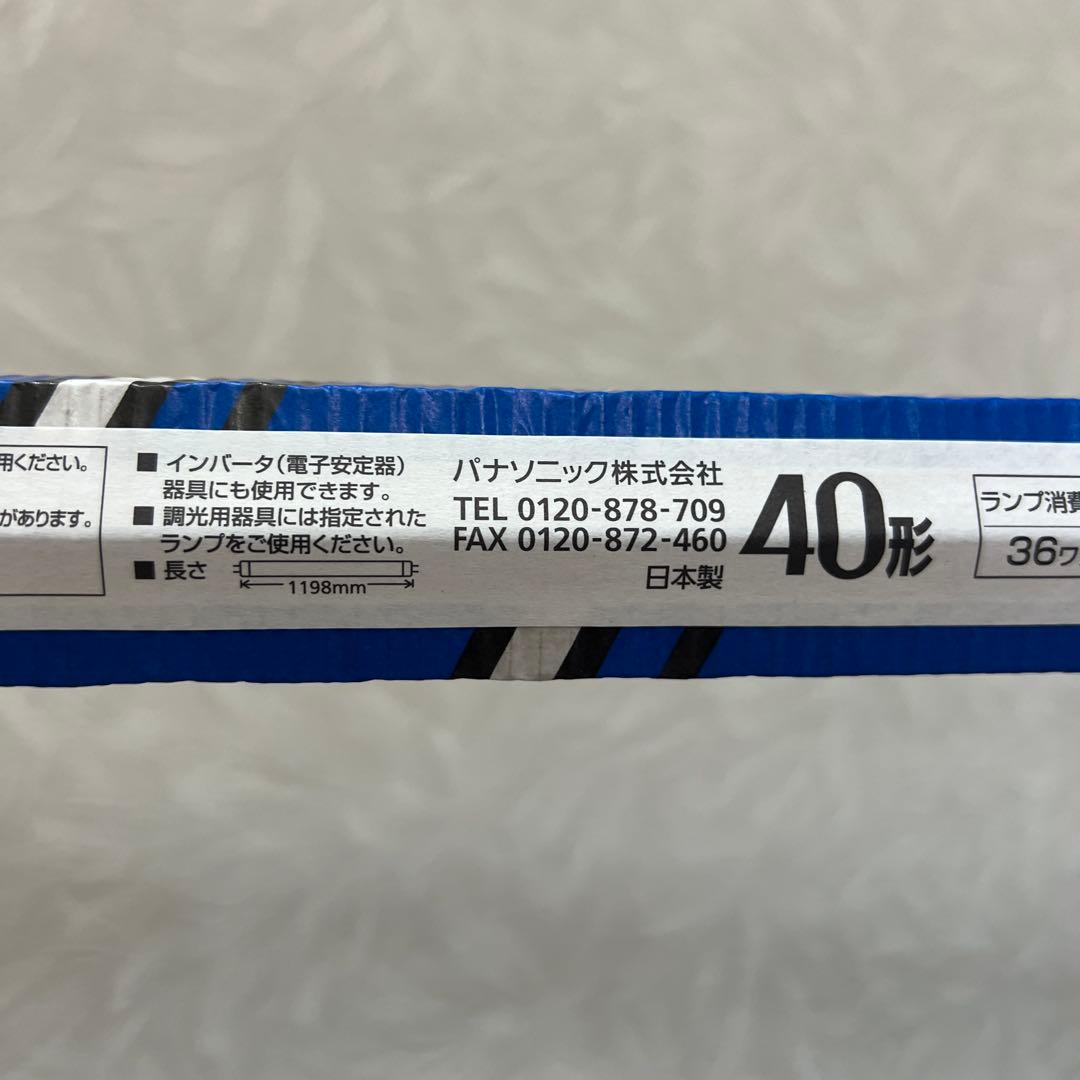 用ください。
があります。
■ インバータ(電子安定器)
器具にも使用できます。
■ 調光用器具には指定された
ランプをご使用ください。
■ 長さ
1198mm
パナソニック株式会社
TEL 0120-878-709
FAX 0120-872-460
日本製
40形
ランプ消費
36ワ